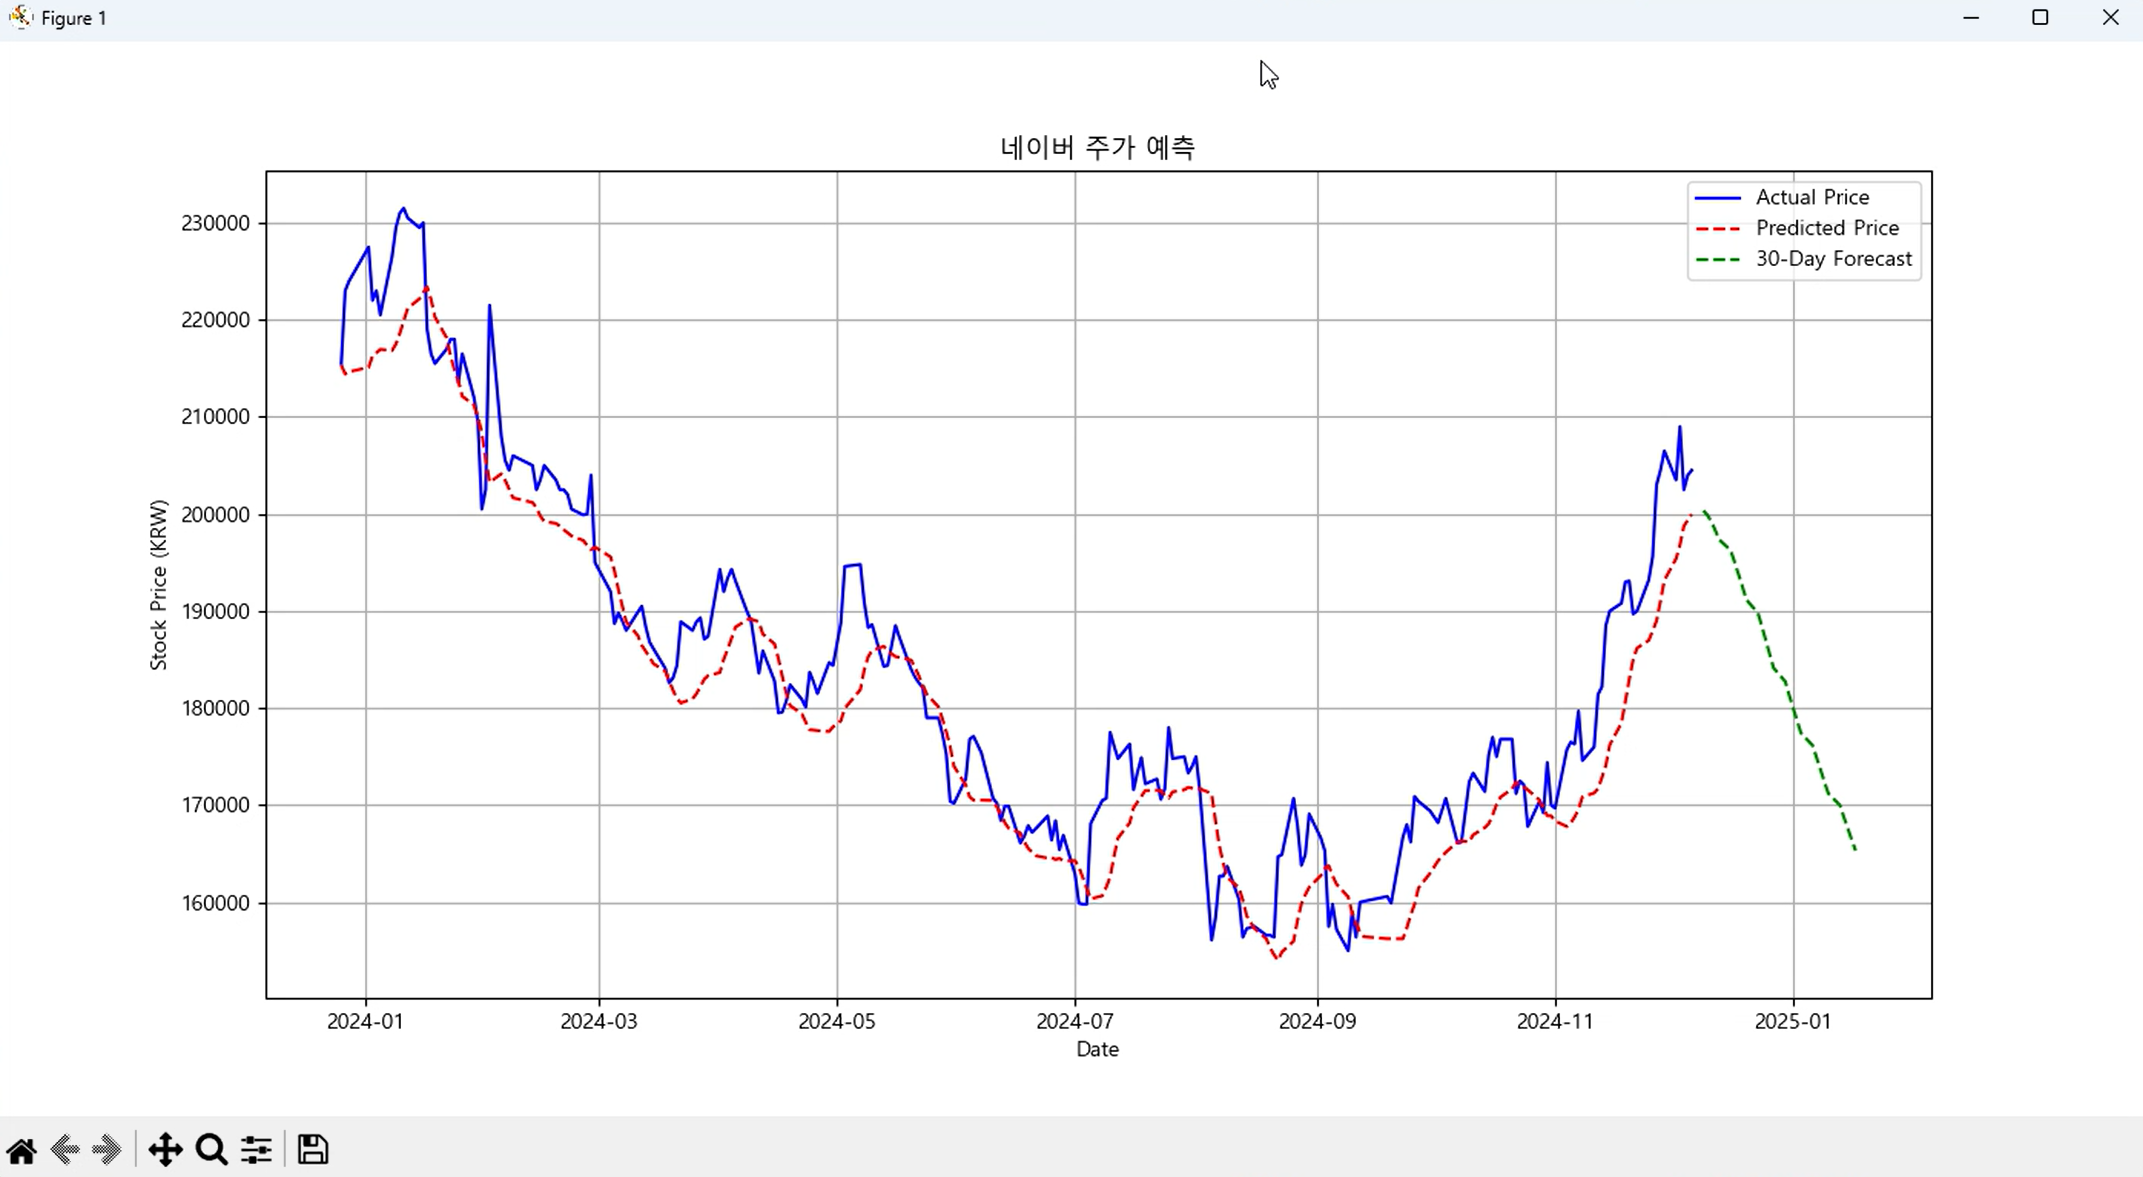 Figure 1
네이버 주가 예측
Actual Price
Predicted Price
30-Day Forecast
Stock Price (KRW)
230000
220000
210000
200000
190000
180000
170000
160000
2024-01
2024-03
2024-05
2024-07
2024-09
2024-11
2025-01
Date